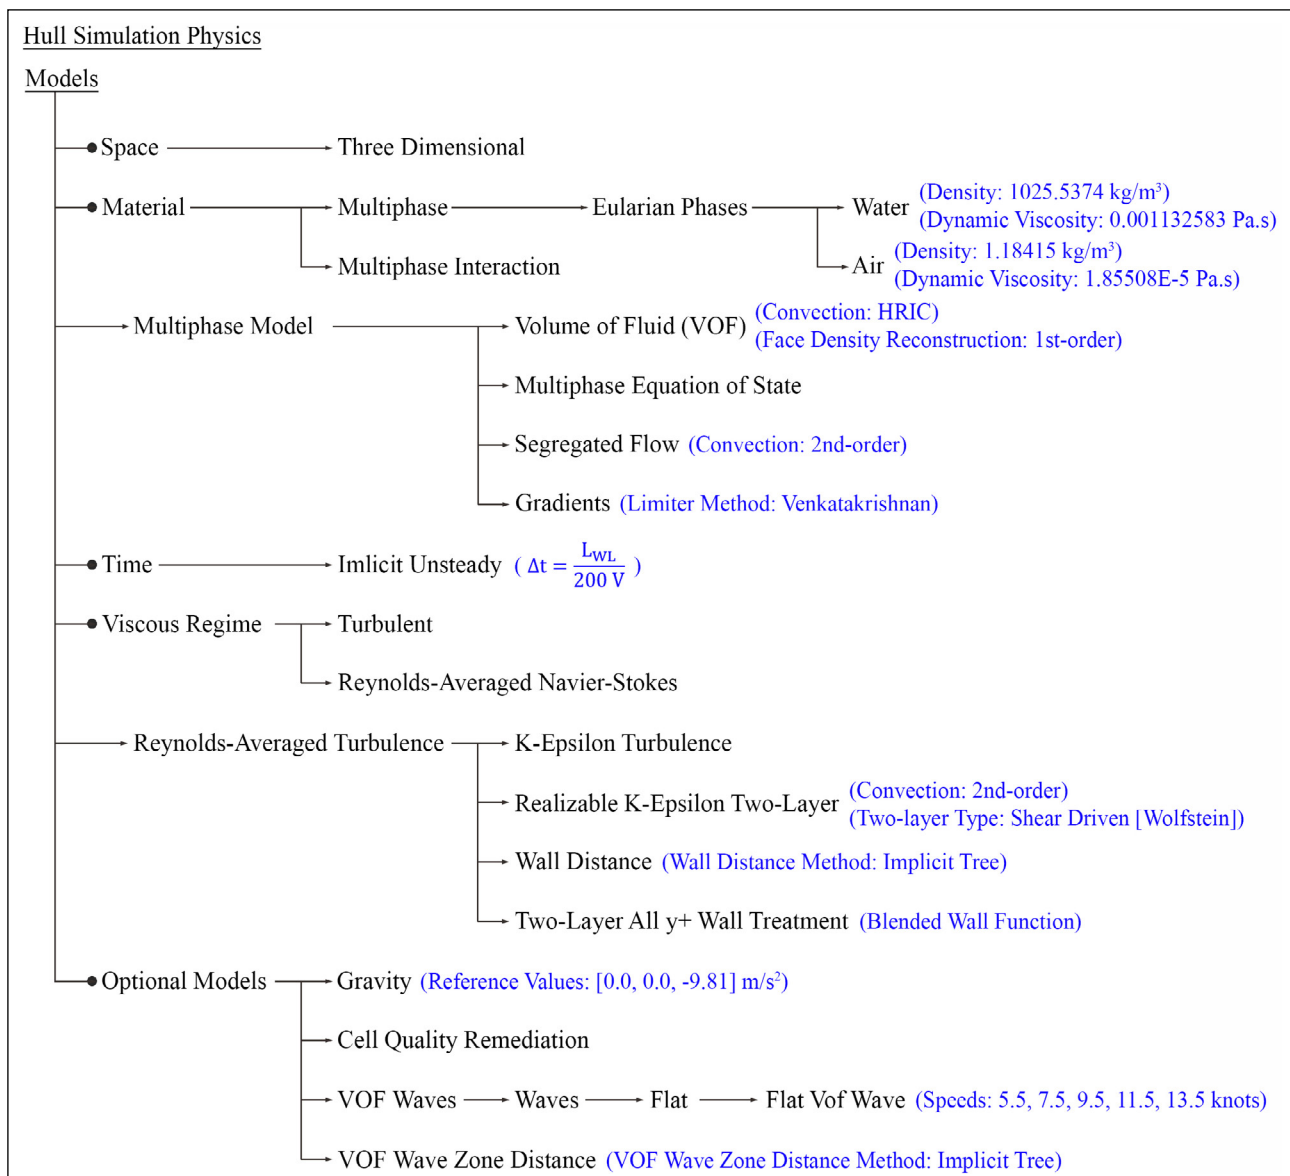 Hull Simulation Physics
Models
Space
Three Dimensional
Material
Multiphase
Eularian Phases
Water
(Density: 1025.5374 kg/m³)
(Dynamic Viscosity: 0.001132583 Pa.s)
Air
(Density: 1.18415 kg/m³)
(Dynamic Viscosity: 1.85508E-5 Pa.s)
Multiphase Interaction
Multiphase Model
Volume of Fluid (VOF)
(Convection: HRIC)
(Face Density Reconstruction: 1st-order)
Multiphase Equation of State
Segregated Flow (Convection: 2nd-order)
Gradients (Limiter Method: Venkatakrishnan)
Time
Imlicit Unsteady ( Δt = L_WL / 200 V )
Viscous Regime
Turbulent
Reynolds-Averaged Navier-Stokes
Reynolds-Averaged Turbulence
K-Epsilon Turbulence
Realizable K-Epsilon Two-Layer
(Convection: 2nd-order)
(Two-layer Type: Shear Driven [Wolfstein])
Wall Distance (Wall Distance Method: Implicit Tree)
Two-Layer All y+ Wall Treatment (Blended Wall Function)
Optional Models
Gravity (Reference Values: [0.0, 0.0, -9.81] m/s²)
Cell Quality Remediation
VOF Waves
Waves
Flat
Flat Vof Wave (Speeds: 5.5, 7.5, 9.5, 11.5, 13.5 knots)
VOF Wave Zone Distance (VOF Wave Zone Distance Method: Implicit Tree)